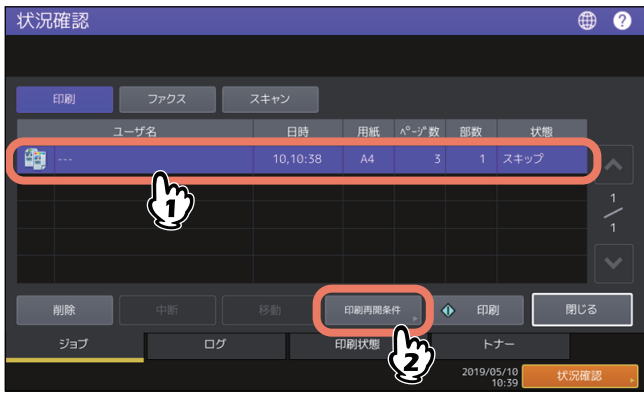 状況確認
?
印刷 ファクス スキャン
ユーザ名 日時 用紙 ページ数 部数 状態
--- 10,10:38 A4 3 1 スキップ
1
1
1
削除 中断 移動 印刷再開条件 印刷 閉じる
ジョブ ログ 印刷状態 トナー
2
2019/05/10
10:39
状況確認